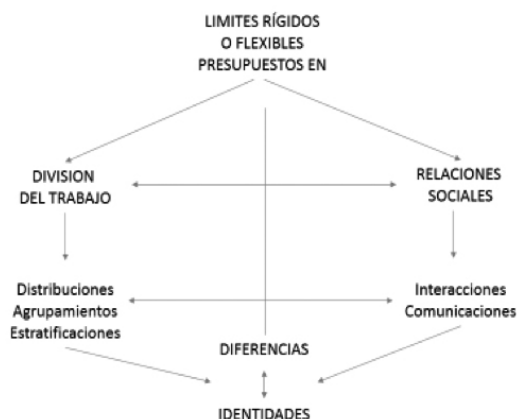 LIMITES RÍGIDOS
O FLEXIBLES
PRESUPUESTOS EN
DIVISION
DEL TRABAJO
RELACIONES
SOCIALES
Distribuciones
Agrupamientos
Estratificaciones
Interacciones
Comunicaciones
DIFERENCIAS
IDENTIDADES